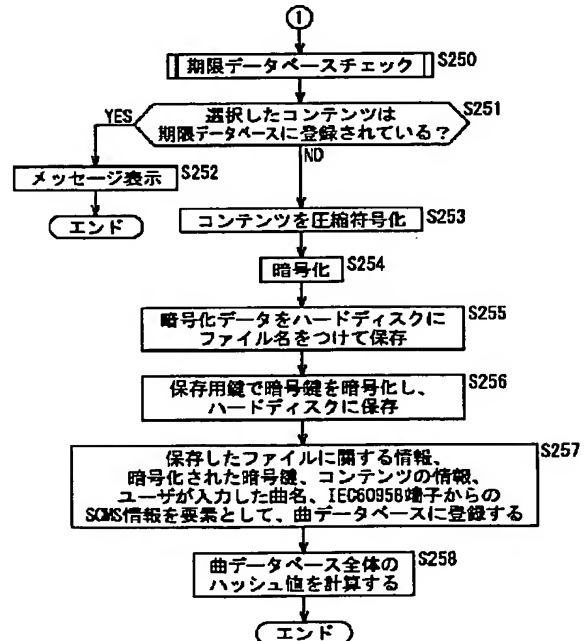 1
期限データベースチェック S250
選択したコンテンツは S251
期限データベースに登録されている?
YES
NO
メッセージ表示 S252
エンド
コンテンツを圧縮符号化 S253
暗号化 S254
暗号化データをハードディスクに S255
ファイル名をつけて保存
保存用鍵で暗号鍵を暗号化し、 S256
ハードディスクに保存
保存したファイルに関する情報、 S257
暗号化された暗号鍵、コンテンツの情報、
ユーザが入力した曲名、IEC60958端子からの
SCMS情報を要素として、曲データベースに登録する
曲データベース全体の S258
ハッシュ値を計算する
エンド